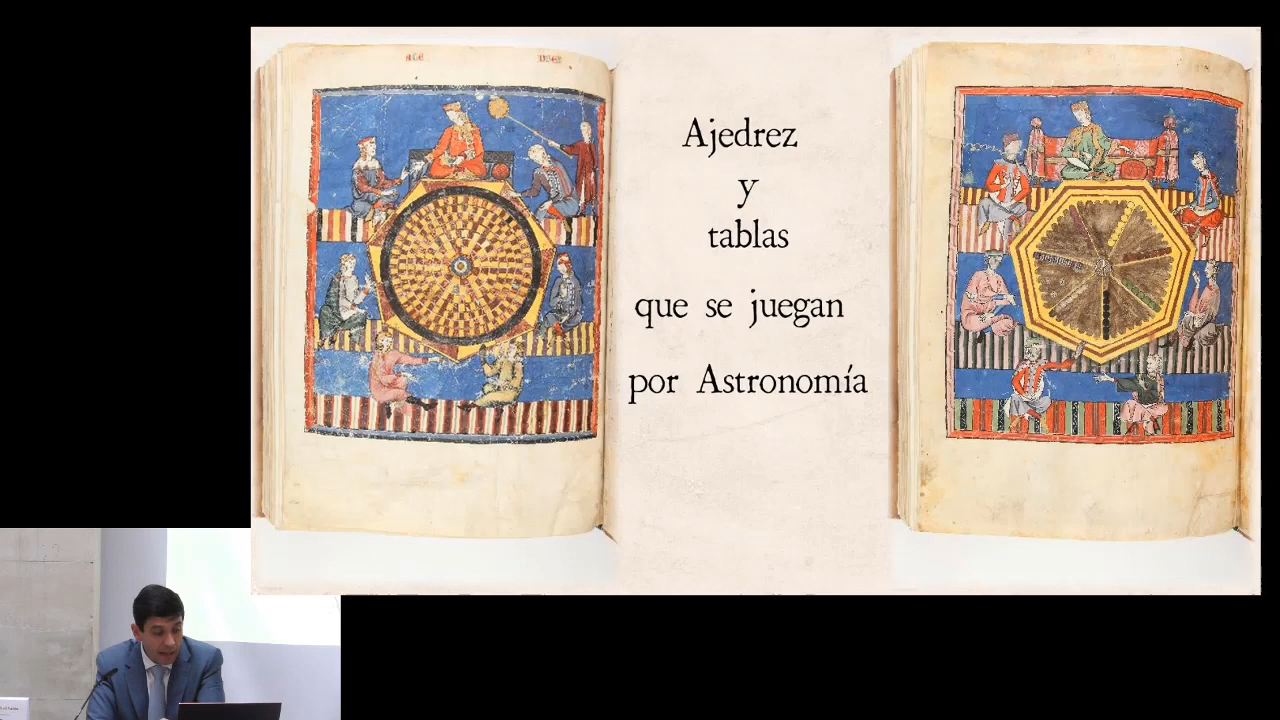 Ajedrez
y
tablas
que se juegan
por Astronomía